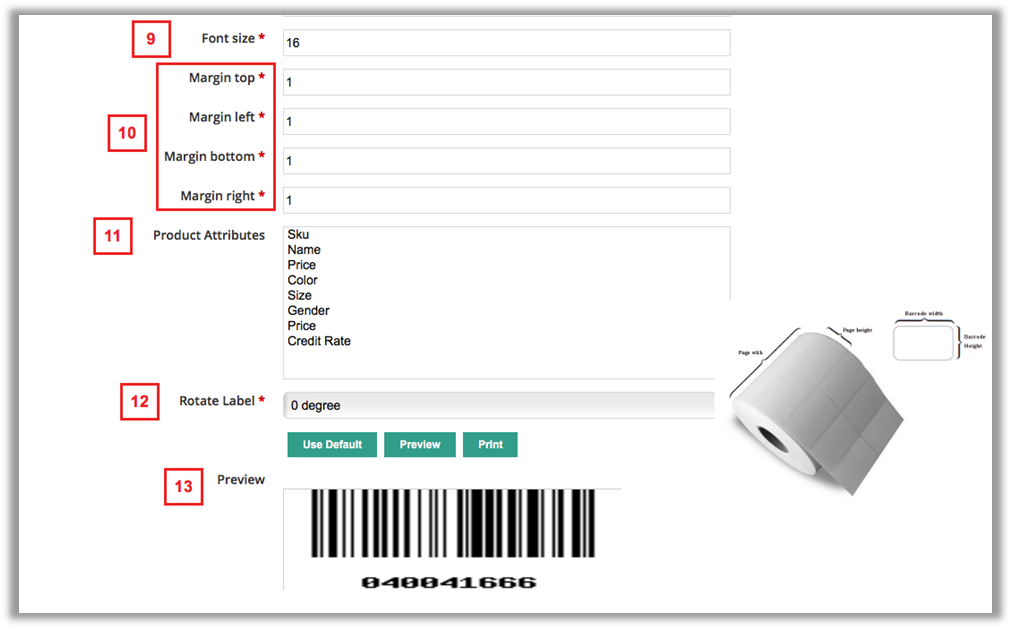 9 Font size * 16
Margin top * 1
10 Margin left * 1
Margin bottom * 1
Margin right * 1
11 Product Attributes
Sku
Name
Price
Color
Size
Gender
Price
Credit Rate
Barcode width
Page height
Barcode
Height
Page width
12 Rotate Label * 0 degree
Use Default Preview Print
13 Preview
040041666